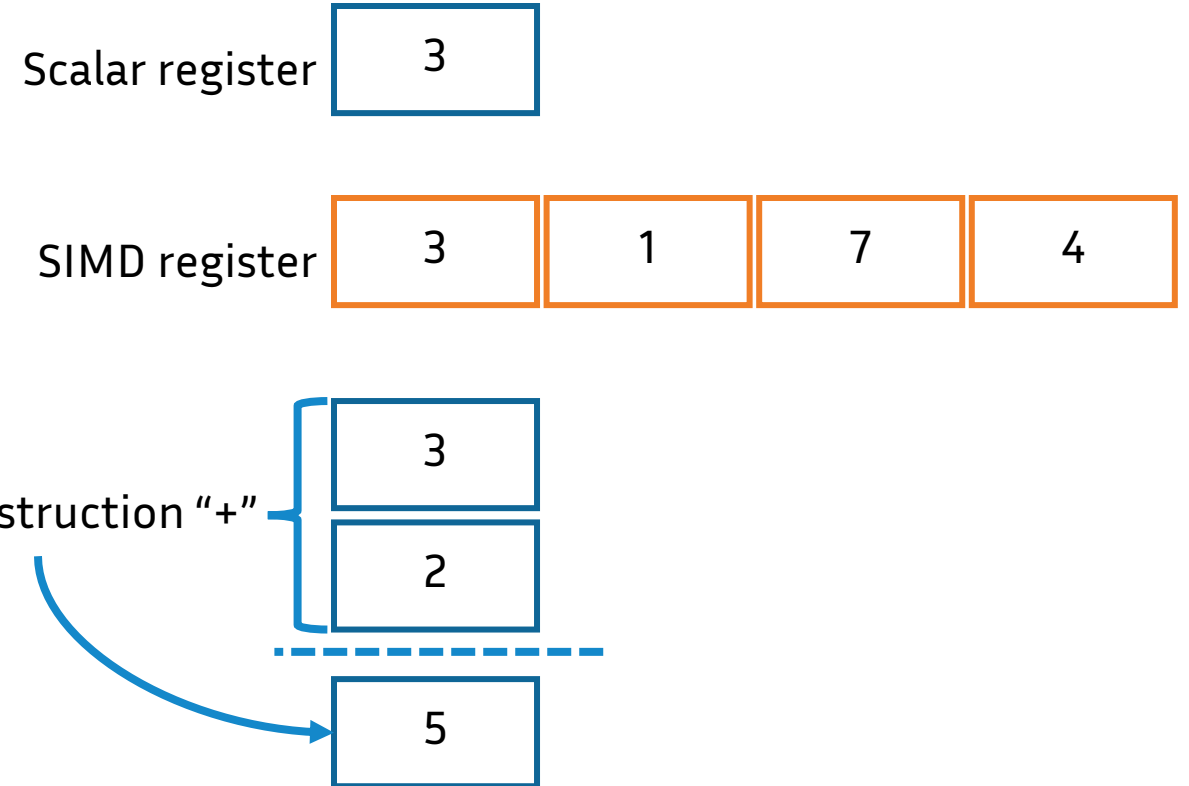 Scalar register 3
SIMD register 3 1 7 4
3
struction “+”
2
5